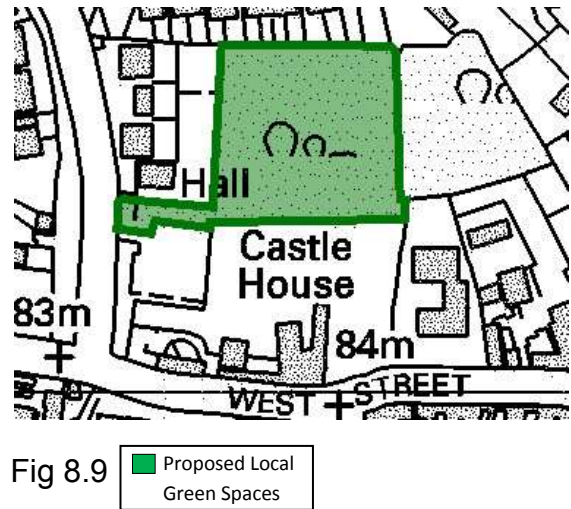 Hall
Castle
House
83m
84m
WEST STREET
Fig 8.9
Proposed Local
Green Spaces